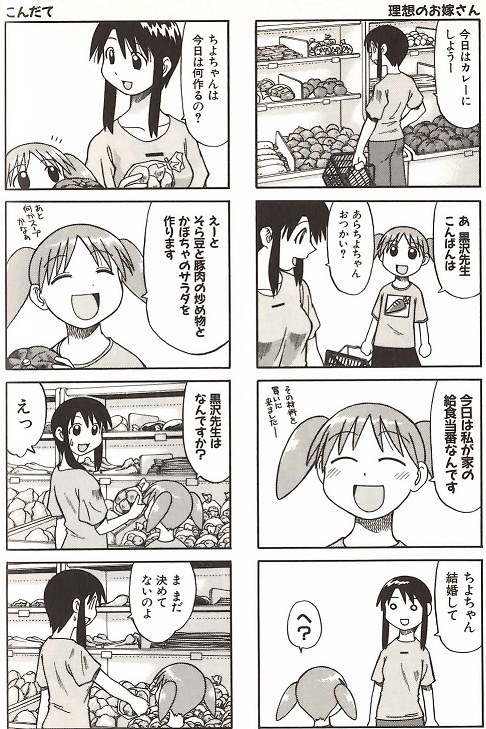 理想のお嫁さん
今日はカレーに
しようー
あ 黒沢先生
こんばんは
あらちよちゃん
おつかい?
今日は私が家の
給食当番なんです
その材料を
買いに
来ましたー
ちよちゃん
結婚して
へ?
こんだて
ちよちゃんは
今日は何作るの?
えーと
そら豆と豚肉の炒め物と
かぼちゃのサラダを
作ります
あと
何かスープ
かなぁ
黒沢先生は
なんですか?
えっ
ま まだ
決めて
ないのよ